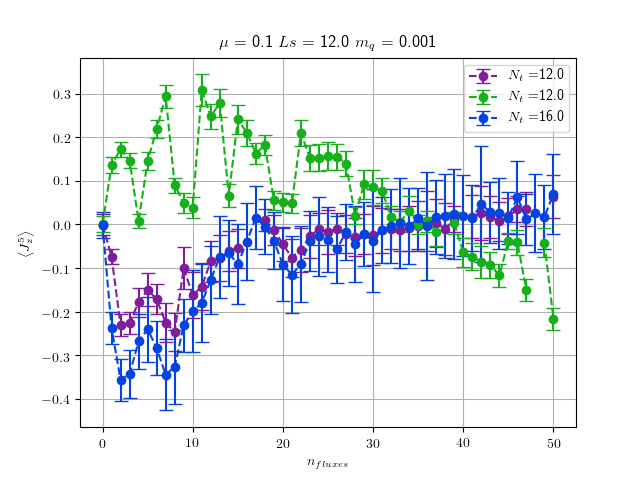 μ = 0.1 Ls = 12.0 m_q = 0.001
N_t =12.0
N_t =12.0
N_t =16.0
0.3
0.2
0.1
0.0
−0.1
−0.2
−0.3
−0.4
⟨J_z^5⟩
0 10 20 30 40 50
n_{fluxes}